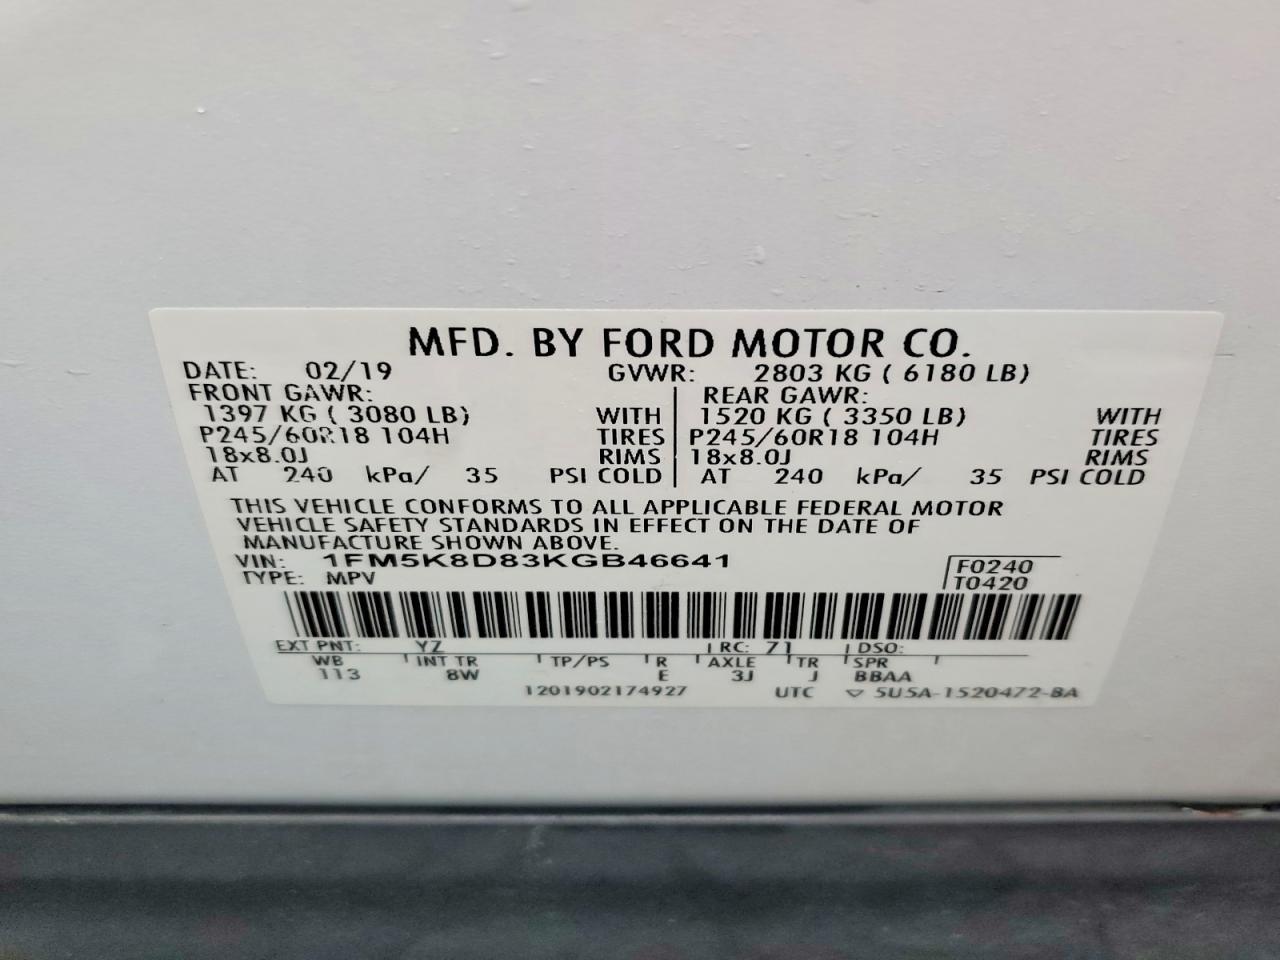 MFD. BY FORD MOTOR CO.
DATE: 02/19 GVWR: 2803 KG ( 6180 LB)
FRONT GAWR: REAR GAWR:
1397 KG ( 3080 LB) WITH 1520 KG ( 3350 LB) WITH
P245/60R18 104H TIRES P245/60R18 104H TIRES
18x8.0J RIMS 18x8.0J RIMS
AT 240 kPa/ 35 PSI COLD AT 240 kPa/ 35 PSI COLD
THIS VEHICLE CONFORMS TO ALL APPLICABLE FEDERAL MOTOR
VEHICLE SAFETY STANDARDS IN EFFECT ON THE DATE OF
MANUFACTURE SHOWN ABOVE.
VIN: 1FM5K8D83KGB46641 F0240
TYPE: MPV T0420
EXT PNT: YZ RC: 71 DSO:
WB INT TR TP/PS R AXLE TR SPR
113 8W E 3J J BBAA
1201902174927 UTC ▽ 5U5A-1520472-BA